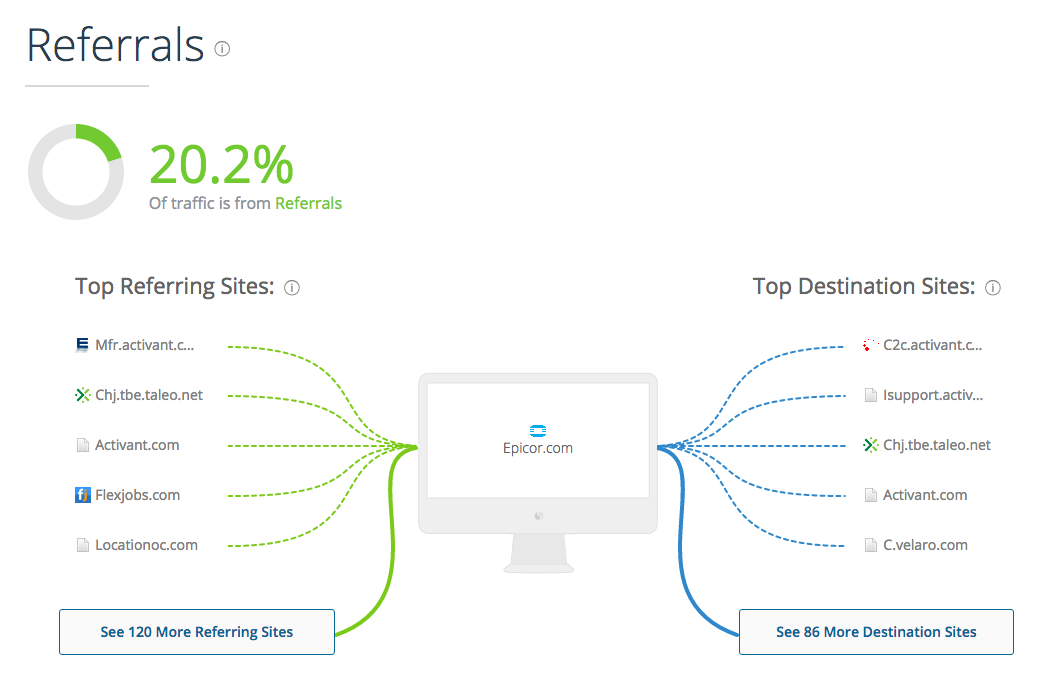 Referrals
20.2%
Of traffic is from Referrals
Top Referring Sites:
Mfr.activant.c...
Chj.tbe.taleo.net
Activant.com
Flexjobs.com
Locationoc.com
See 120 More Referring Sites
Epicor.com
Top Destination Sites:
C2c.activant.c...
Isupport.activ...
Chj.tbe.taleo.net
Activant.com
C.velaro.com
See 86 More Destination Sites